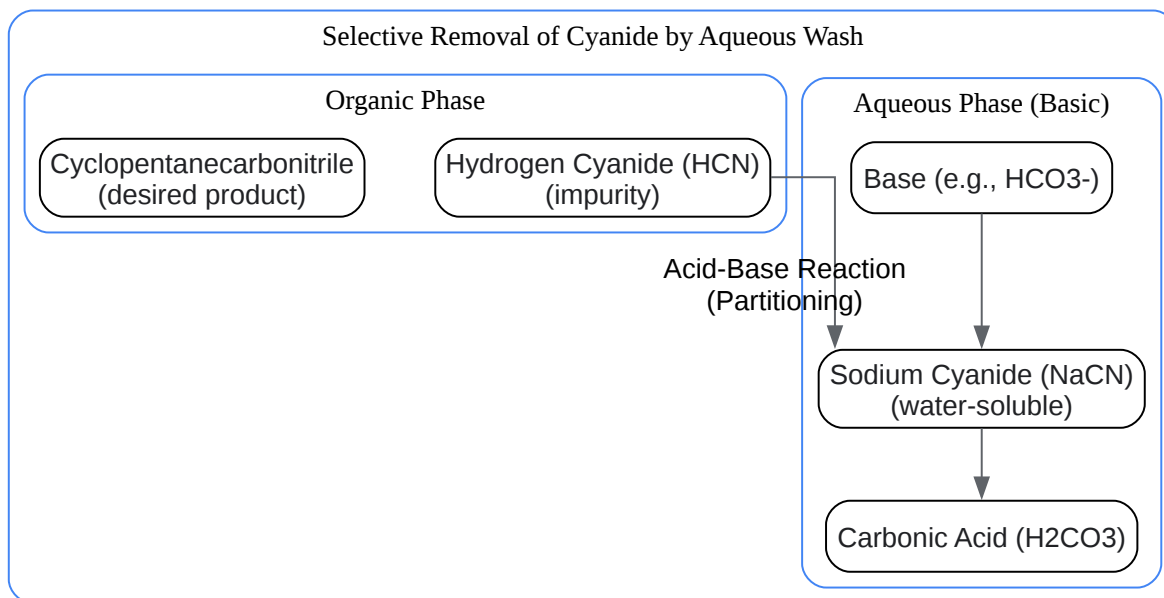 Selective Removal of Cyanide by Aqueous Wash
Organic Phase
Cyclopentanecarbonitrile
(desired product)
Hydrogen Cyanide (HCN)
(impurity)
Aqueous Phase (Basic)
Base (e.g., HCO3-)
Acid-Base Reaction
(Partitioning)
Sodium Cyanide (NaCN)
(water-soluble)
Carbonic Acid (H2CO3)